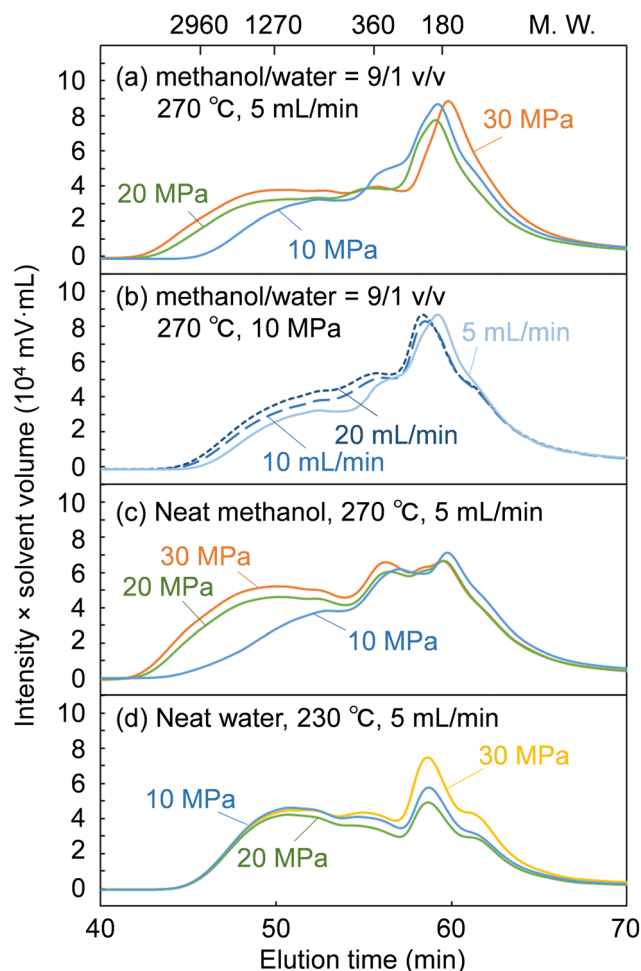 2960 1270 360 180 M. W.
10
8
6
4
2
0
(a) methanol/water = 9/1 v/v
270 ℃, 5 mL/min
30 MPa
20 MPa
10 MPa
10
8
6
4
2
0
(b) methanol/water = 9/1 v/v
270 ℃, 10 MPa
5 mL/min
20 mL/min
10 mL/min
10
8
6
4
2
0
(c) Neat methanol, 270 ℃, 5 mL/min
30 MPa
20 MPa
10 MPa
10
8
6
4
2
0
(d) Neat water, 230 ℃, 5 mL/min
30 MPa
10 MPa
20 MPa
40 50 60 70
Elution time (min)
Intensity × solvent volume (10⁴ mV·mL)